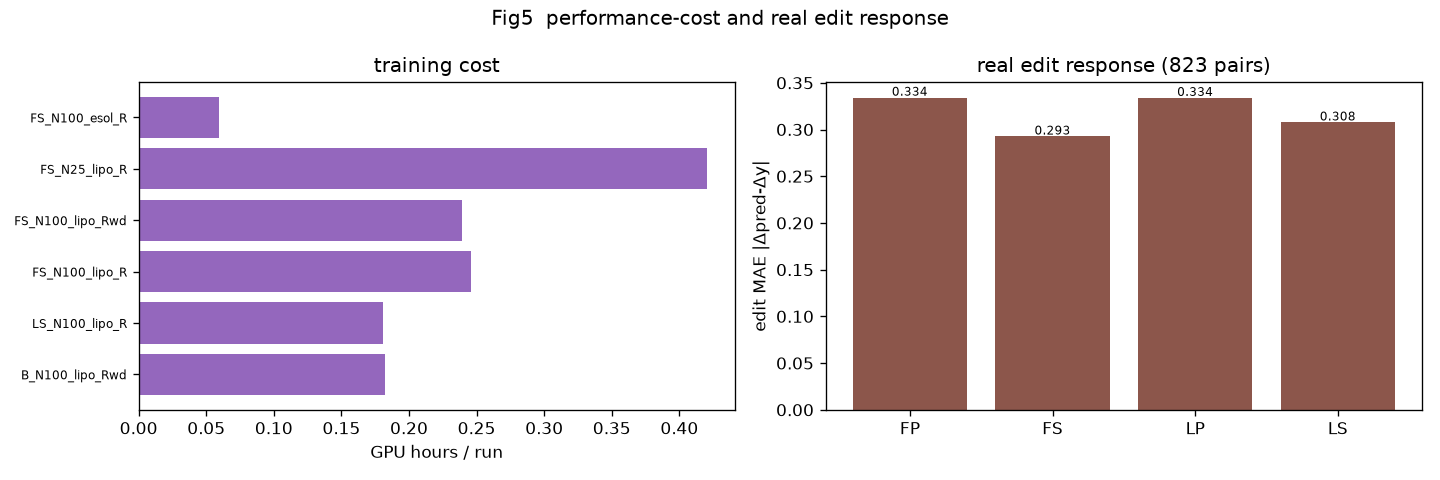 Fig5  performance-cost and real edit response
training cost
FS_N100_esol_R
FS_N25_lipo_R
FS_N100_lipo_Rwd
FS_N100_lipo_R
LS_N100_lipo_R
B_N100_lipo_Rwd
0.00 0.05 0.10 0.15 0.20 0.25 0.30 0.35 0.40
GPU hours / run
real edit response (823 pairs)
edit MAE |Δpred-Δy|
0.35
0.30
0.25
0.20
0.15
0.10
0.05
0.00
0.334 0.293 0.334 0.308
FP FS LP LS